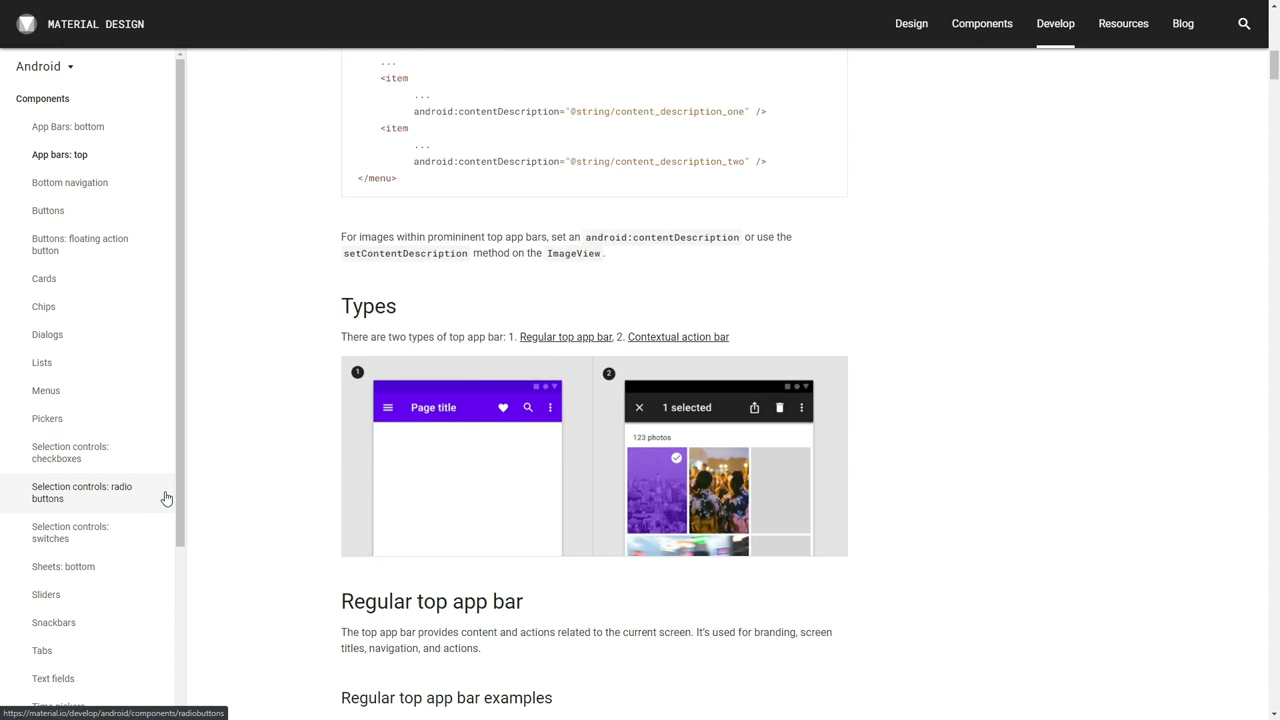 MATERIAL DESIGN
Design
Components
Develop
Resources
Blog
Android
Components
App Bars: bottom
App bars: top
Bottom navigation
Buttons
Buttons: floating action
button
Cards
Chips
Dialogs
Lists
Menus
Pickers
Selection controls:
checkboxes
Selection controls: radio
buttons
Selection controls:
switches
Sheets: bottom
Sliders
Snackbars
Tabs
Text fields
Time pickers
https://material.io/develop/android/components/radiobuttons
...
<item
...
android:contentDescription="@string/content_description_one" />
<item
...
android:contentDescription="@string/content_description_two" />
</menu>
For images within promininent top app bars, set an android:contentDescription or use the
setContentDescription method on the ImageView.
Types
There are two types of top app bar: 1. Regular top app bar, 2. Contextual action bar
1
Page title
2
1 selected
123 photos
Regular top app bar
The top app bar provides content and actions related to the current screen. It’s used for branding, screen
titles, navigation, and actions.
Regular top app bar examples